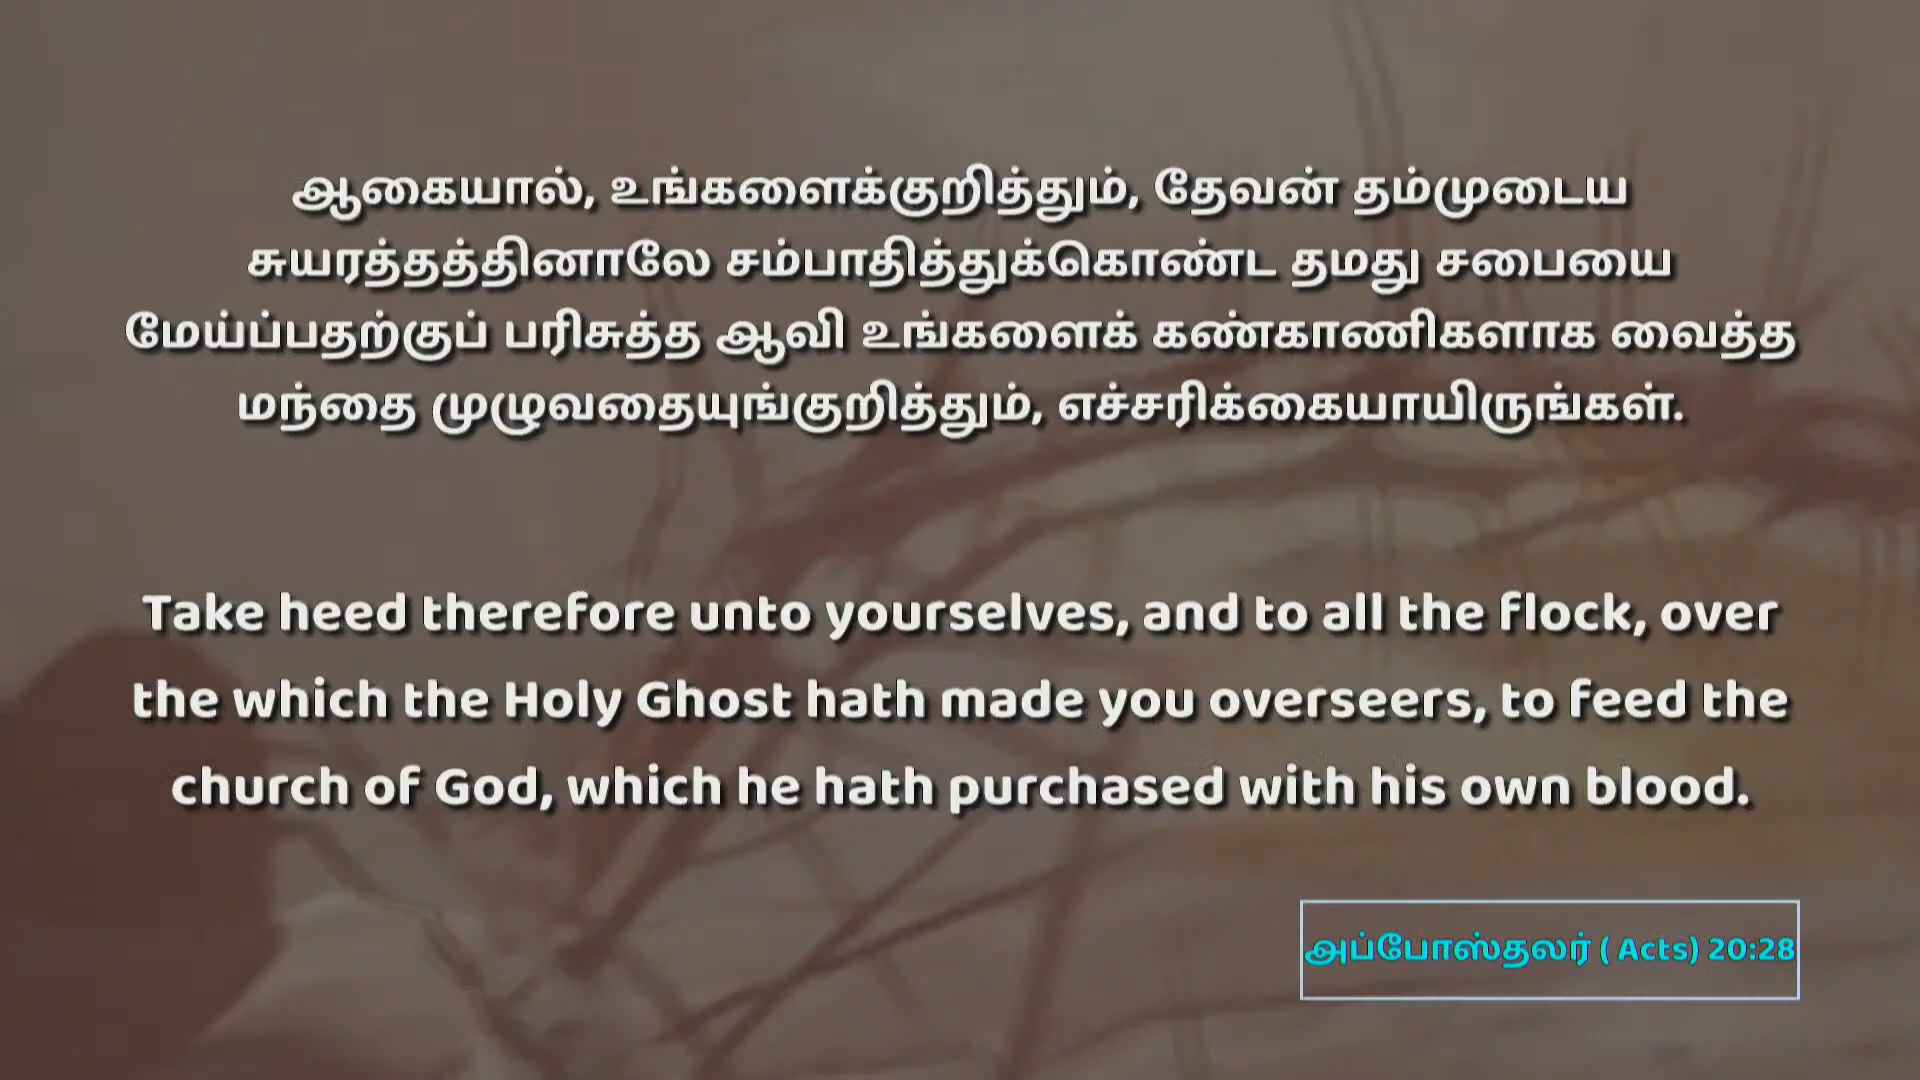 ஆகையால், உங்களைக்குறித்தும், தேவன் தம்முடைய
சுயரத்தத்தினாலே சம்பாதித்துக்கொண்ட தமது சபையை
மேய்ப்பதற்குப் பரிசுத்த ஆவி உங்களைக் கண்காணிகளாக வைத்த
மந்தை முழுவதையுங்குறித்தும், எச்சரிக்கையாயிருங்கள்.
Take heed therefore unto yourselves, and to all the flock, over
the which the Holy Ghost hath made you overseers, to feed the
church of God, which he hath purchased with his own blood.
அப்போஸ்தலர் ( Acts) 20:28